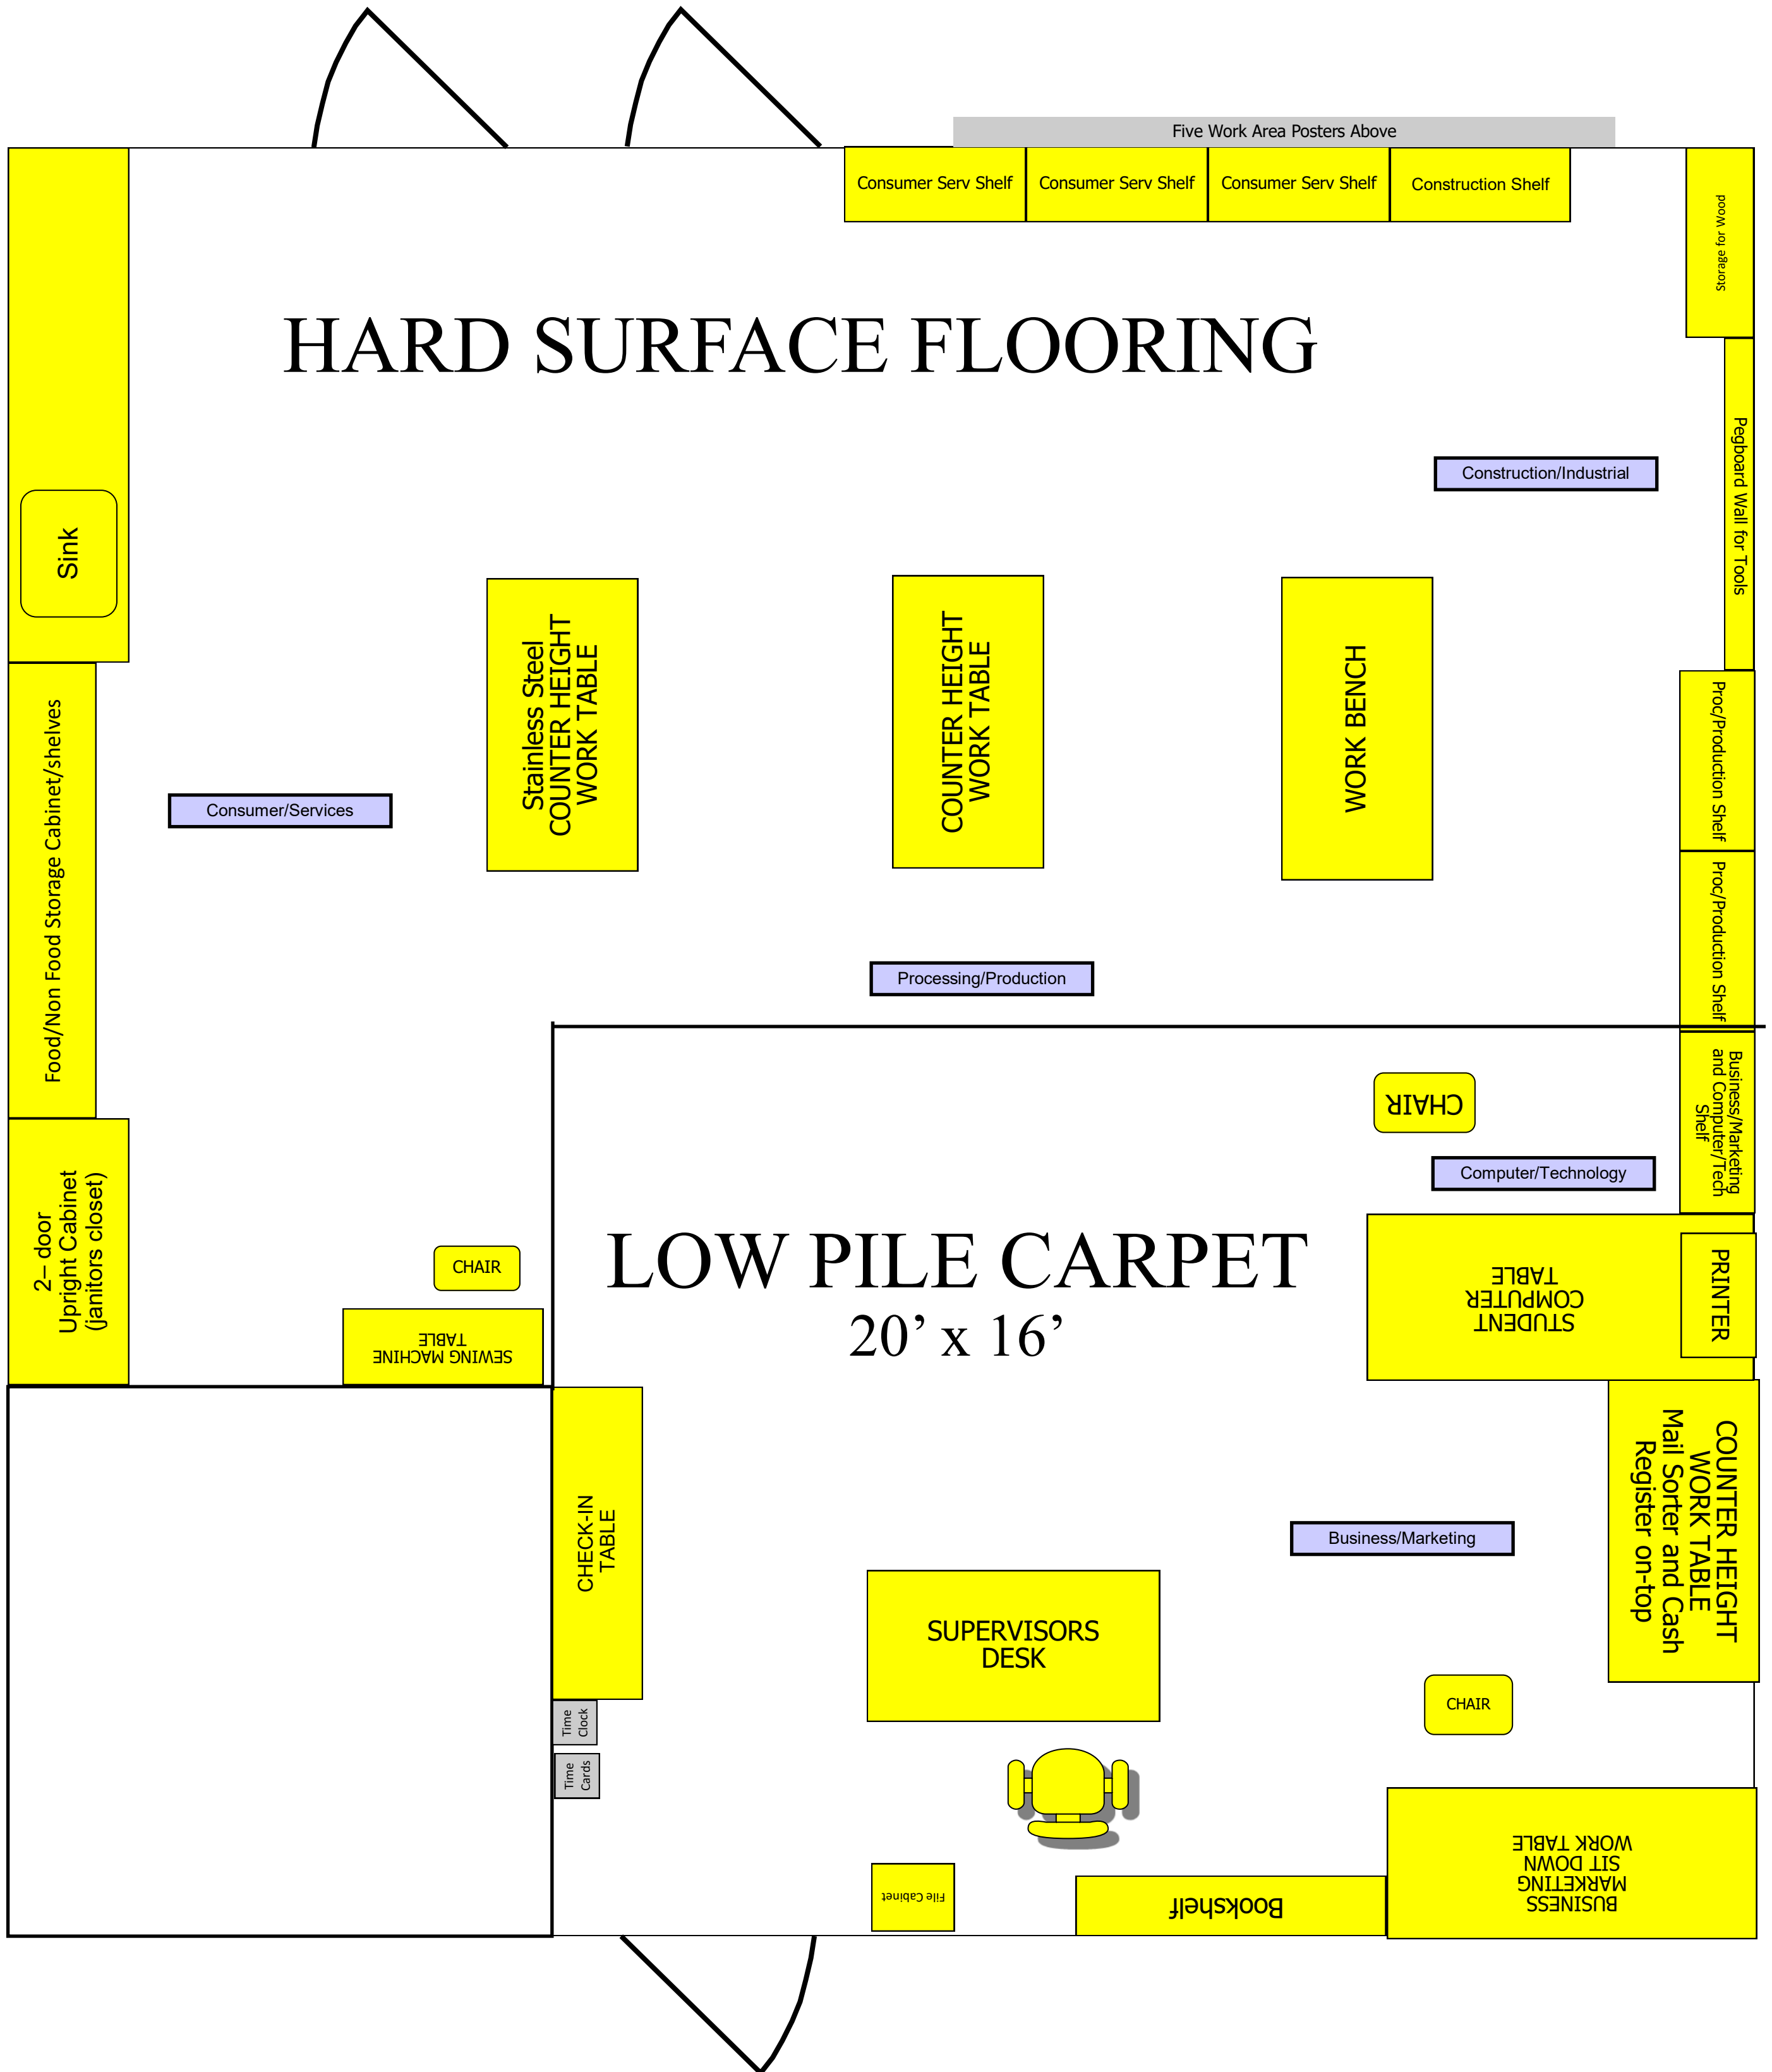 Five Work Area Posters Above
Consumer Serv Shelf
Consumer Serv Shelf
Consumer Serv Shelf
Construction Shelf
Storage for Wood
HARD SURFACE FLOORING
Pegboard Wall for Tools
Construction/Industrial
Sink
Stainless Steel
COUNTER HEIGHT
WORK TABLE
COUNTER HEIGHT
WORK TABLE
WORK BENCH
Proc/Production Shelf
Food/Non Food Storage Cabinet/shelves
Consumer/Services
Proc/Production Shelf
Processing/Production
Business/Marketing
and Computer/Tech
Shelf
CHAIR
Computer/Technology
2– door
Upright Cabinet
(janitors closet)
CHAIR
LOW PILE CARPET
20’ x 16’
STUDENT
COMPUTER
TABLE
PRINTER
SEWING MACHINE
TABLE
CHECK-IN
TABLE
COUNTER HEIGHT
WORK TABLE
Mail Sorter and Cash
Register on-top
Business/Marketing
SUPERVISORS
DESK
CHAIR
Time
Clock
Time
Cards
File Cabinet
Bookshelf
BUSINESS
MARKETING
SIT DOWN
WORK TABLE